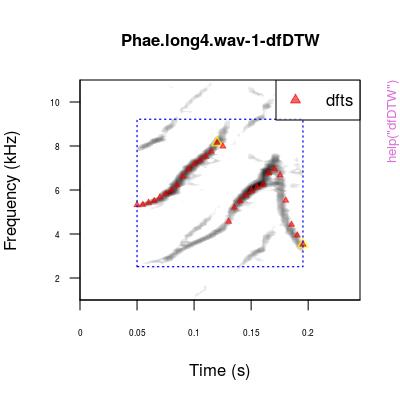 Phae.long4.wav-1-dfDTW
dfts
help("dfDTW")
Frequency (kHz)
10
8
6
4
2
0 0.05 0.1 0.15 0.2
Time (s)